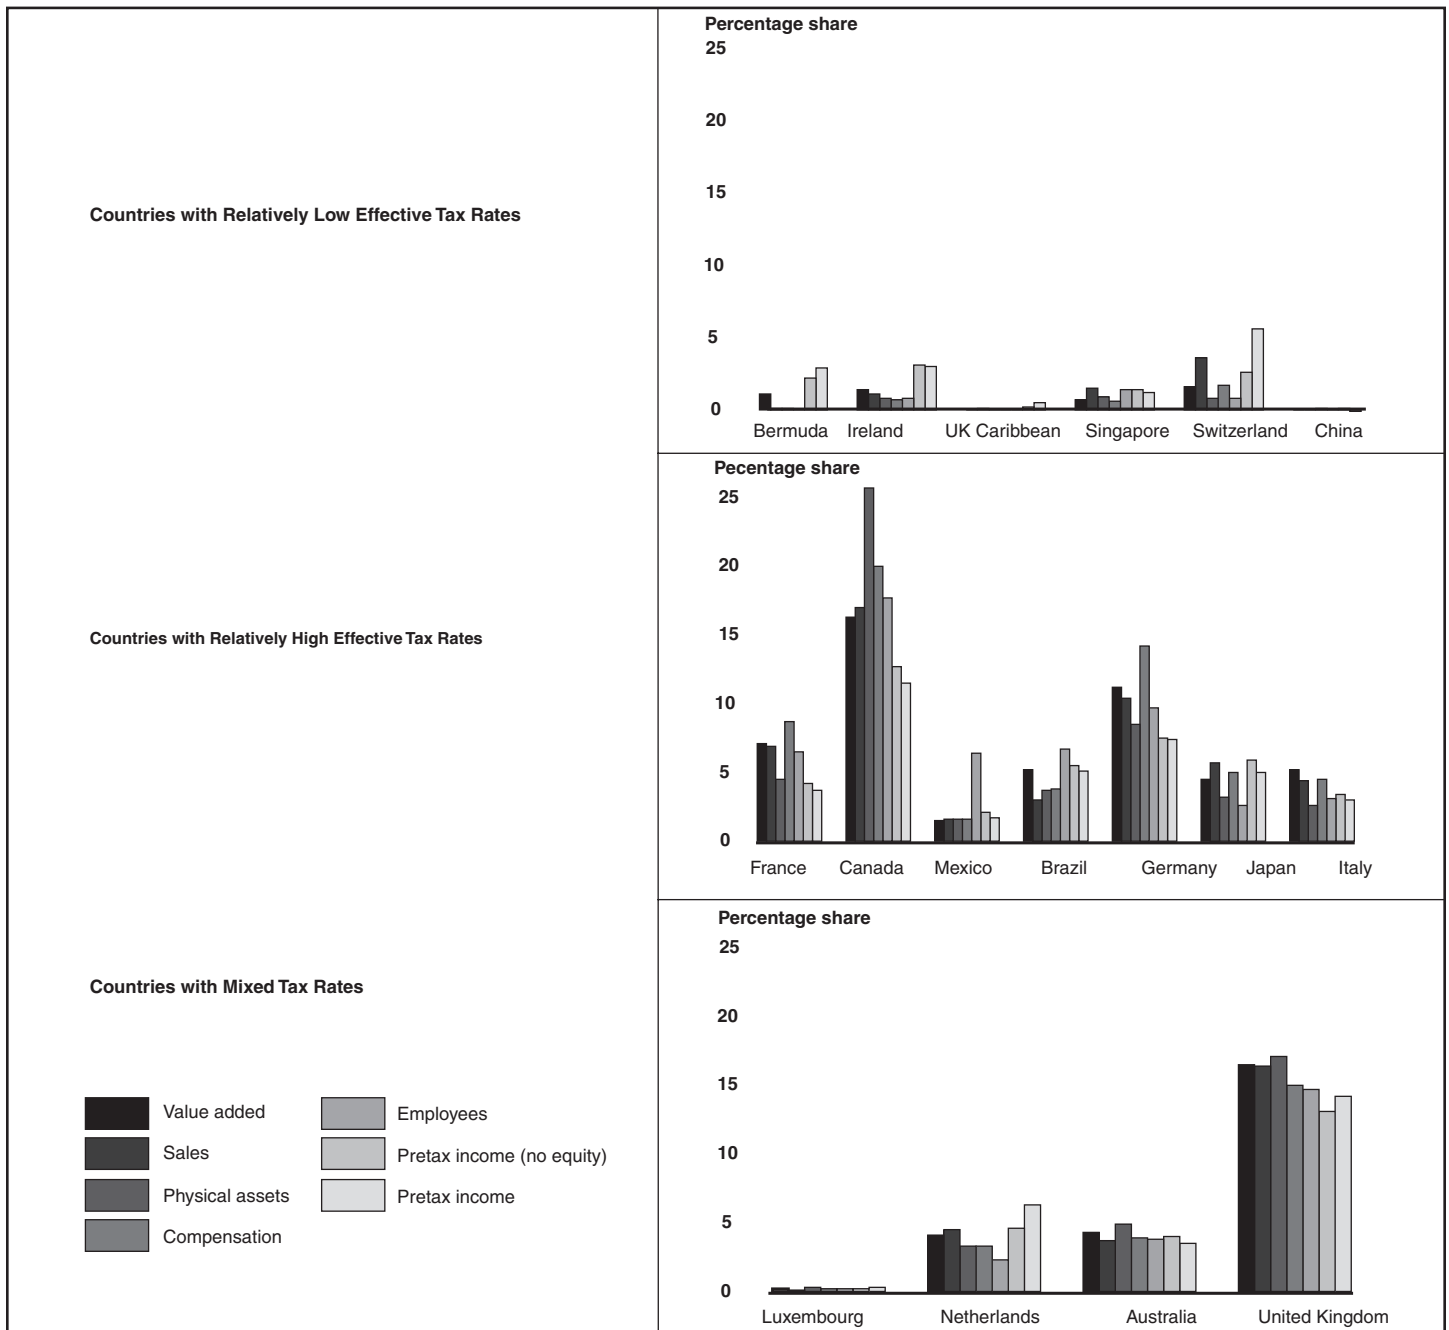 Percentage share
25
20
15
Countries with Relatively Low Effective Tax Rates
10
5
0
Bermuda Ireland UK Caribbean Singapore Switzerland China
Pecentage share
25
20
15
Countries with Relatively High Effective Tax Rates
10
5
0
France Canada Mexico Brazil Germany Japan Italy
Percentage share
25
Countries with Mixed Tax Rates
20
15
10
5
0
Value added
Sales
Physical assets
Compensation
Employees
Pretax income (no equity)
Pretax income
Luxembourg Netherlands Australia United Kingdom